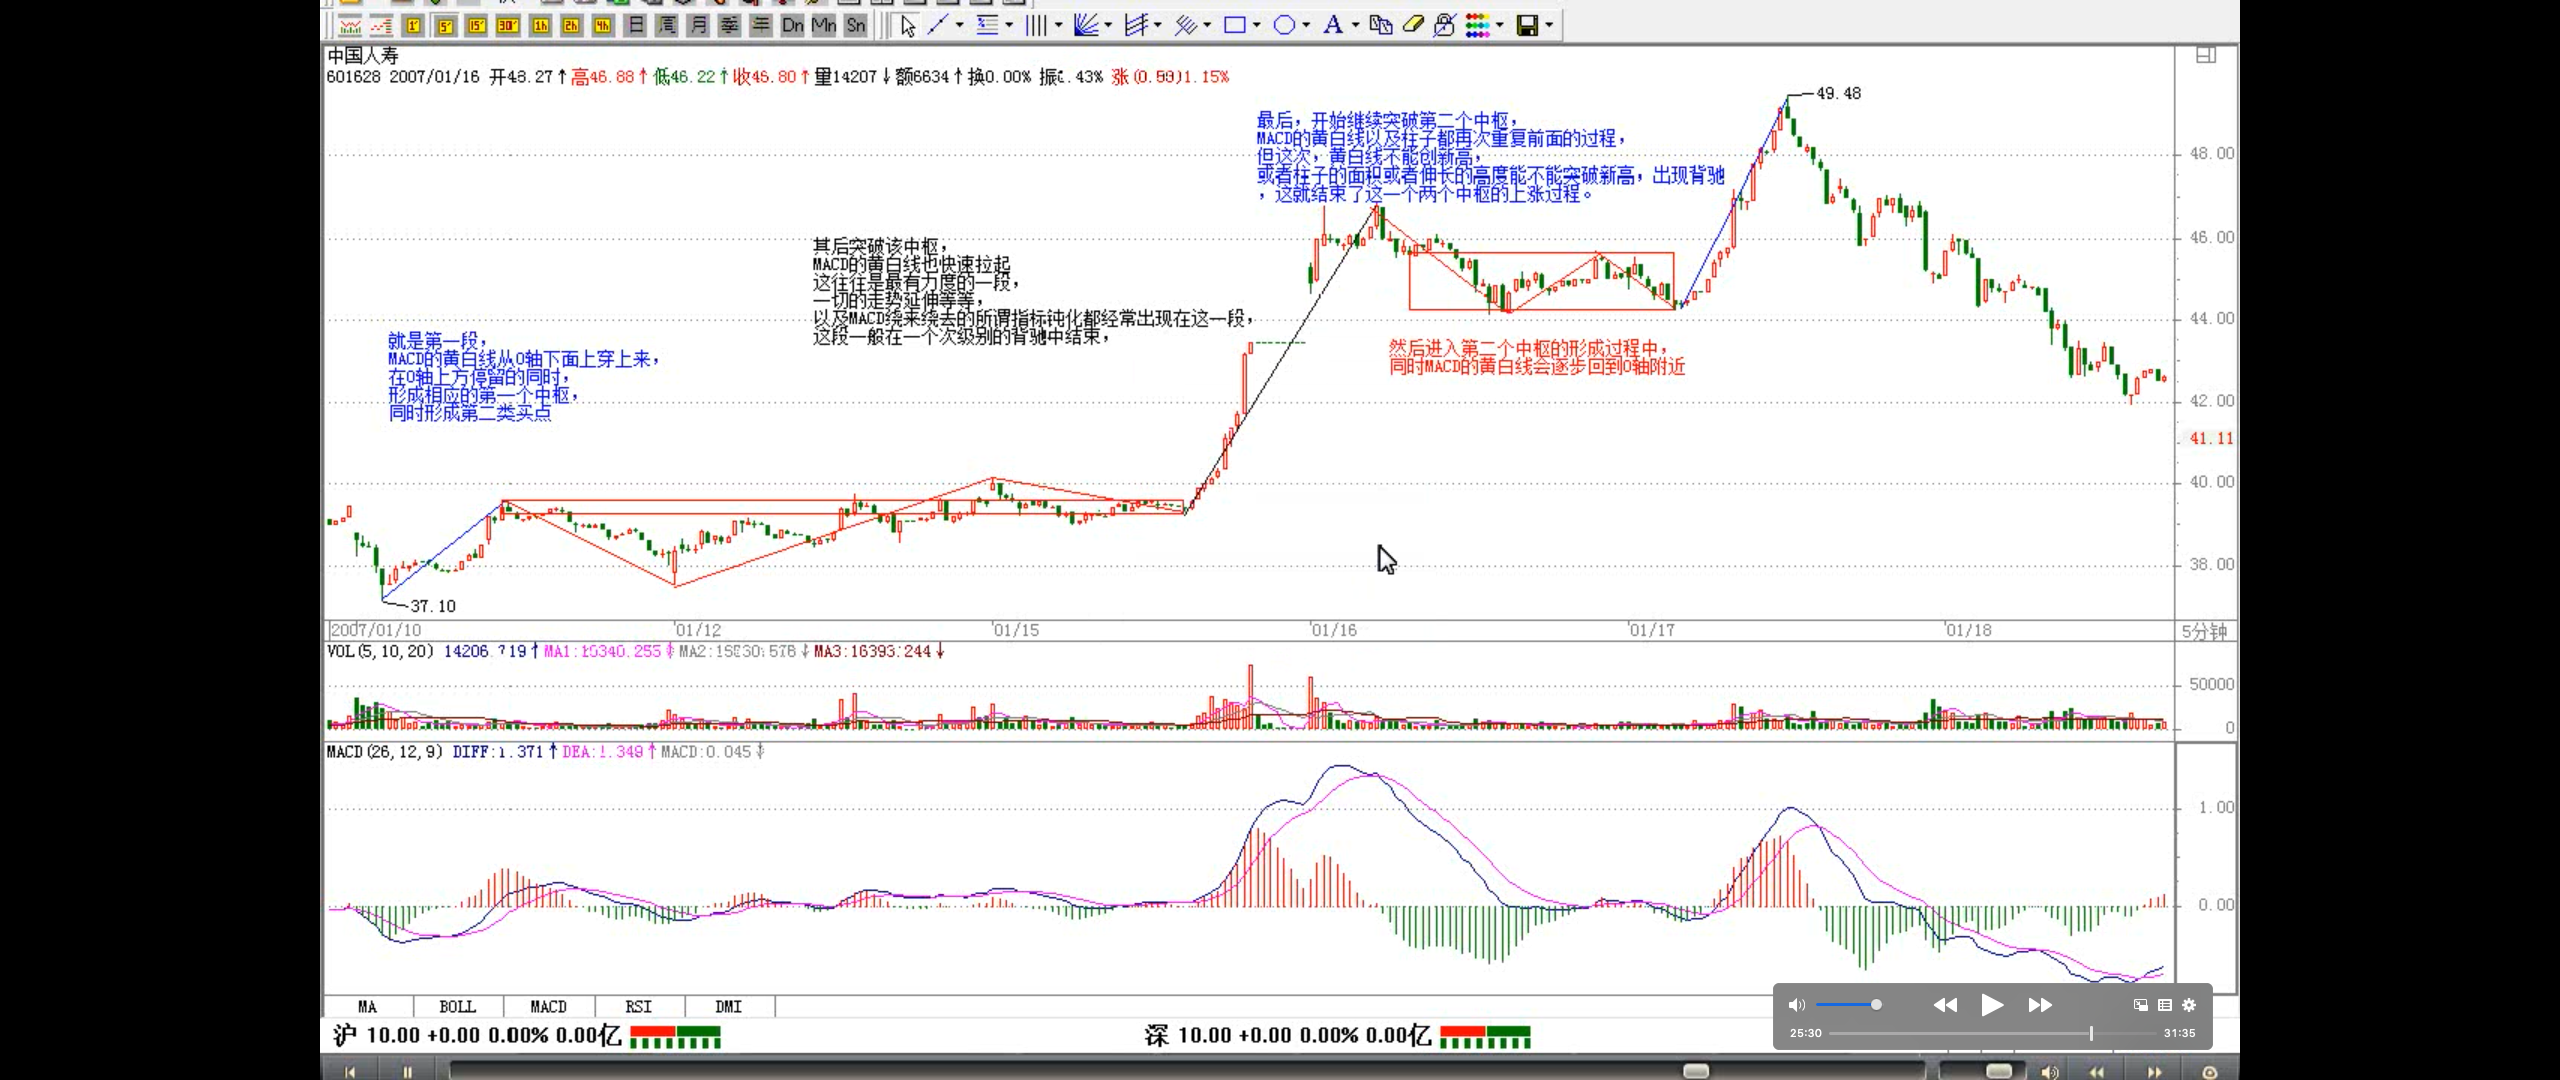 1' 5' 15' 30' 1h 2h 4h 日 周 月 季 年 Dn Mn Sn A
中国人寿
601628 2007/01/16 开43.27↑高46.88↑低46.22↑收46.80↑量14207↓额6634↑换0.00% 振 .43% 涨(0.59)1.15%
49.48
最后，开始继续突破第二个中枢，
MACD的黄白线以及柱子都再次重复前面的过程，
但这次，黄白线不能创新高，
或者柱子的面积或者伸长的高度能不能突破新高，出现背驰
，这就结束了这一个两个中枢的上涨过程。
48.00
46.00
其后突破该中枢，
MACD的黄白线也快速拉起
这往往是最有力度的一段，
一切的走势延伸等等，
以及MACD绕来绕去的所谓指标钝化都经常出现在这一段，
这段一般在一个次级别的背驰中结束，
44.00
就是第一段，
MACD的黄白线从0轴下面上穿上来，
在0轴上方停留的同时，
形成相应的第一个中枢，
同时形成第二类买点
然后进入第二个中枢的形成过程中，
同时MACD的黄白线会逐步回到0轴附近
42.00
41.11
40.00
38.00
37.10
2007/01/10 01/12 01/15 01/16 01/17 01/18 5分钟
VOL(5,10,20) 14206.719↑ MA1: 340.255 MA2: MA3:16393.244↓
50000
0
MACD(26,12,9) DIFF:1.371↑ DEA:1.349↑ MACD:0.045
1.00
0.00
MA BOLL MACD RSI DMI
沪 10.00 +0.00 0.00% 0.00亿 深 10.00 +0.00 0.00% 0.00亿
25:30 31:35